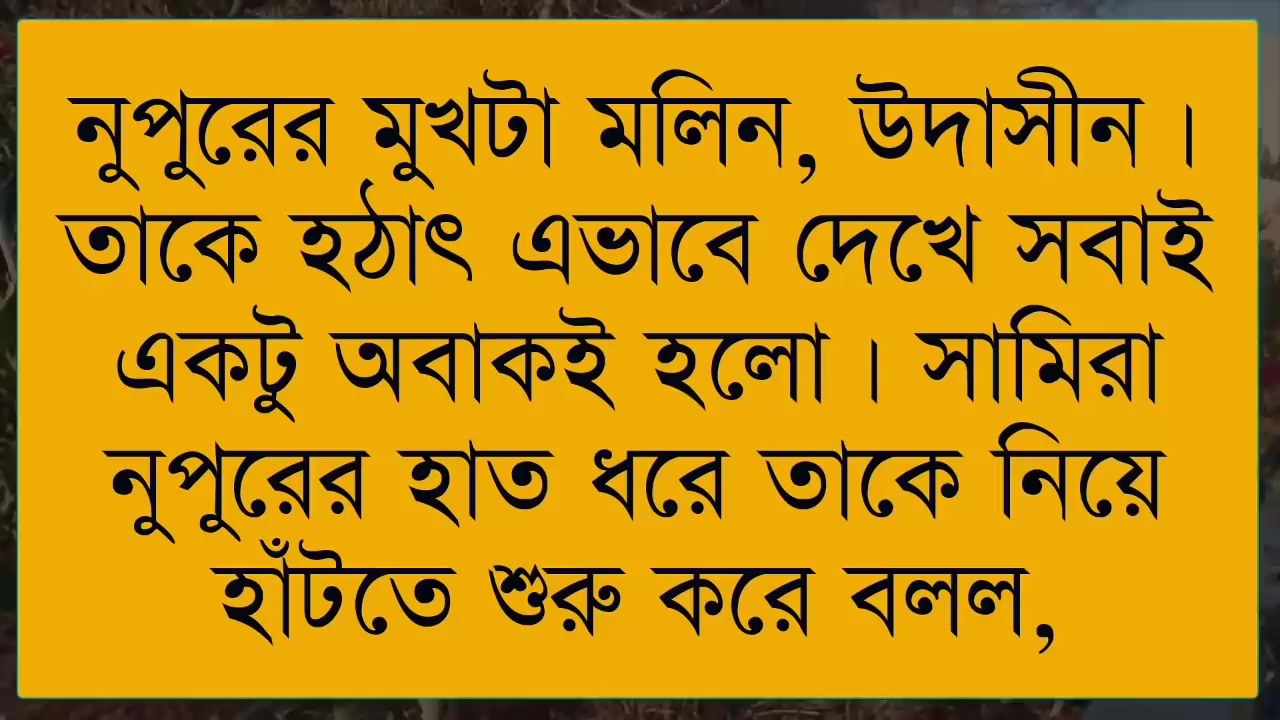 নুপুরের মুখটা মলিন, উদাসীন।
তাকে হঠাৎ এভাবে দেখে সবাই
একটু অবাকই হলো। সামিরা
নুপুরের হাত ধরে তাকে নিয়ে
হাঁটতে শুরু করে বলল,